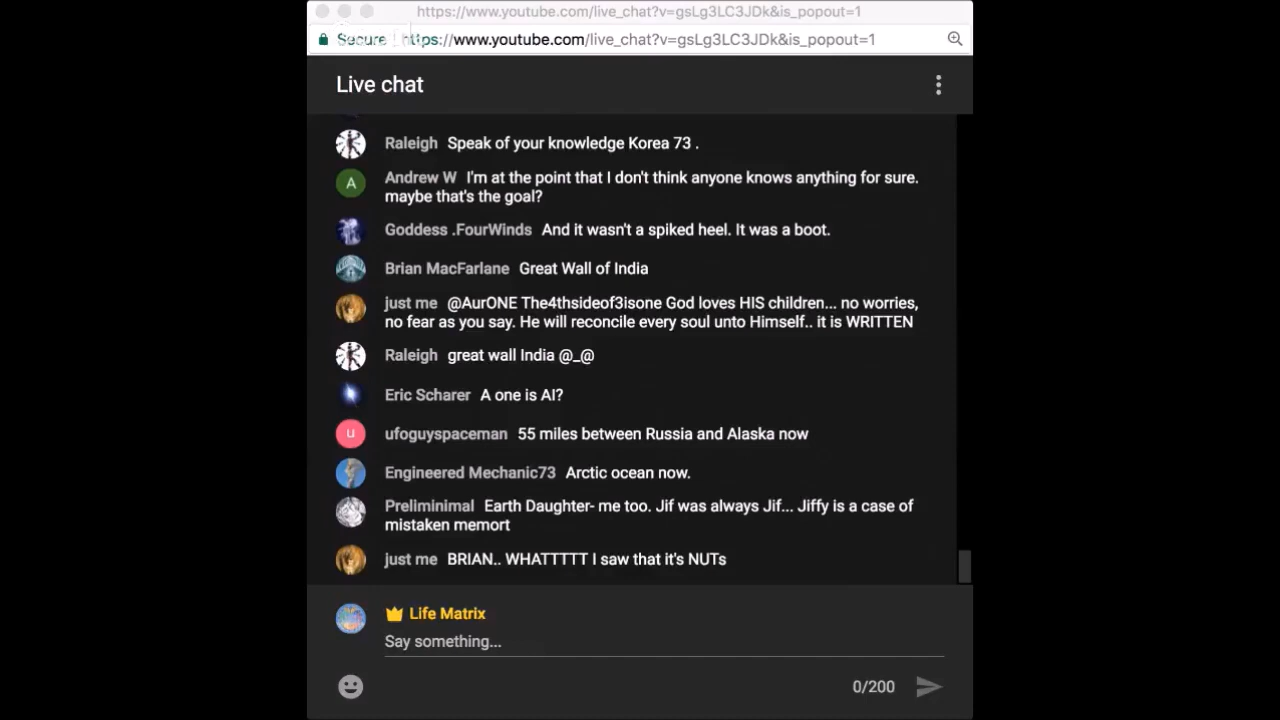 https://www.youtube.com/live_chat?v=gsLg3LC3JDk&is_popout=1
Secure https://www.youtube.com/live_chat?v=gsLg3LC3JDk&is_popout=1
Live chat
Raleigh Speak of your knowledge Korea 73 .
A Andrew W I'm at the point that I don't think anyone knows anything for sure.
maybe that's the goal?
Goddess .FourWinds And it wasn't a spiked heel. It was a boot.
Brian MacFarlane Great Wall of India
just me @AurONE The4thsideof3isone God loves HIS children... no worries,
no fear as you say. He will reconcile every soul unto Himself.. it is WRITTEN
Raleigh great wall India @_@
Eric Scharer A one is AI?
u ufoguyspaceman 55 miles between Russia and Alaska now
Engineered Mechanic73 Arctic ocean now.
Preliminimal Earth Daughter- me too. Jif was always Jif... Jiffy is a case of
mistaken memort
just me BRIAN.. WHATTTTT I saw that it's NUTs
Life Matrix
Say something...
0/200